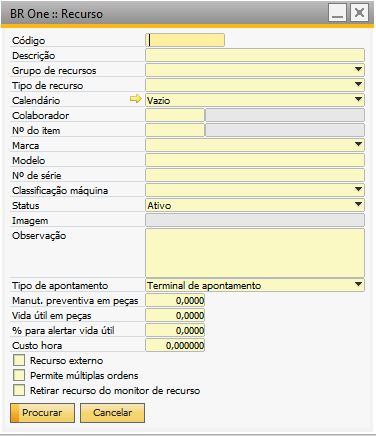 BR One :: Recurso
Código
Descrição
Grupo de recursos
Tipo de recurso
Calendário Vazio
Colaborador
Nº do item
Marca
Modelo
Nº de série
Classificação máquina
Status Ativo
Imagem
Observação
Tipo de apontamento Terminal de apontamento
Manut. preventiva em peças 0,0000
Vida útil em peças 0,0000
% para alertar vida útil 0,0000
Custo hora 0,000000
Recurso externo
Permite múltiplas ordens
Retirar recurso do monitor de recurso
Procurar Cancelar